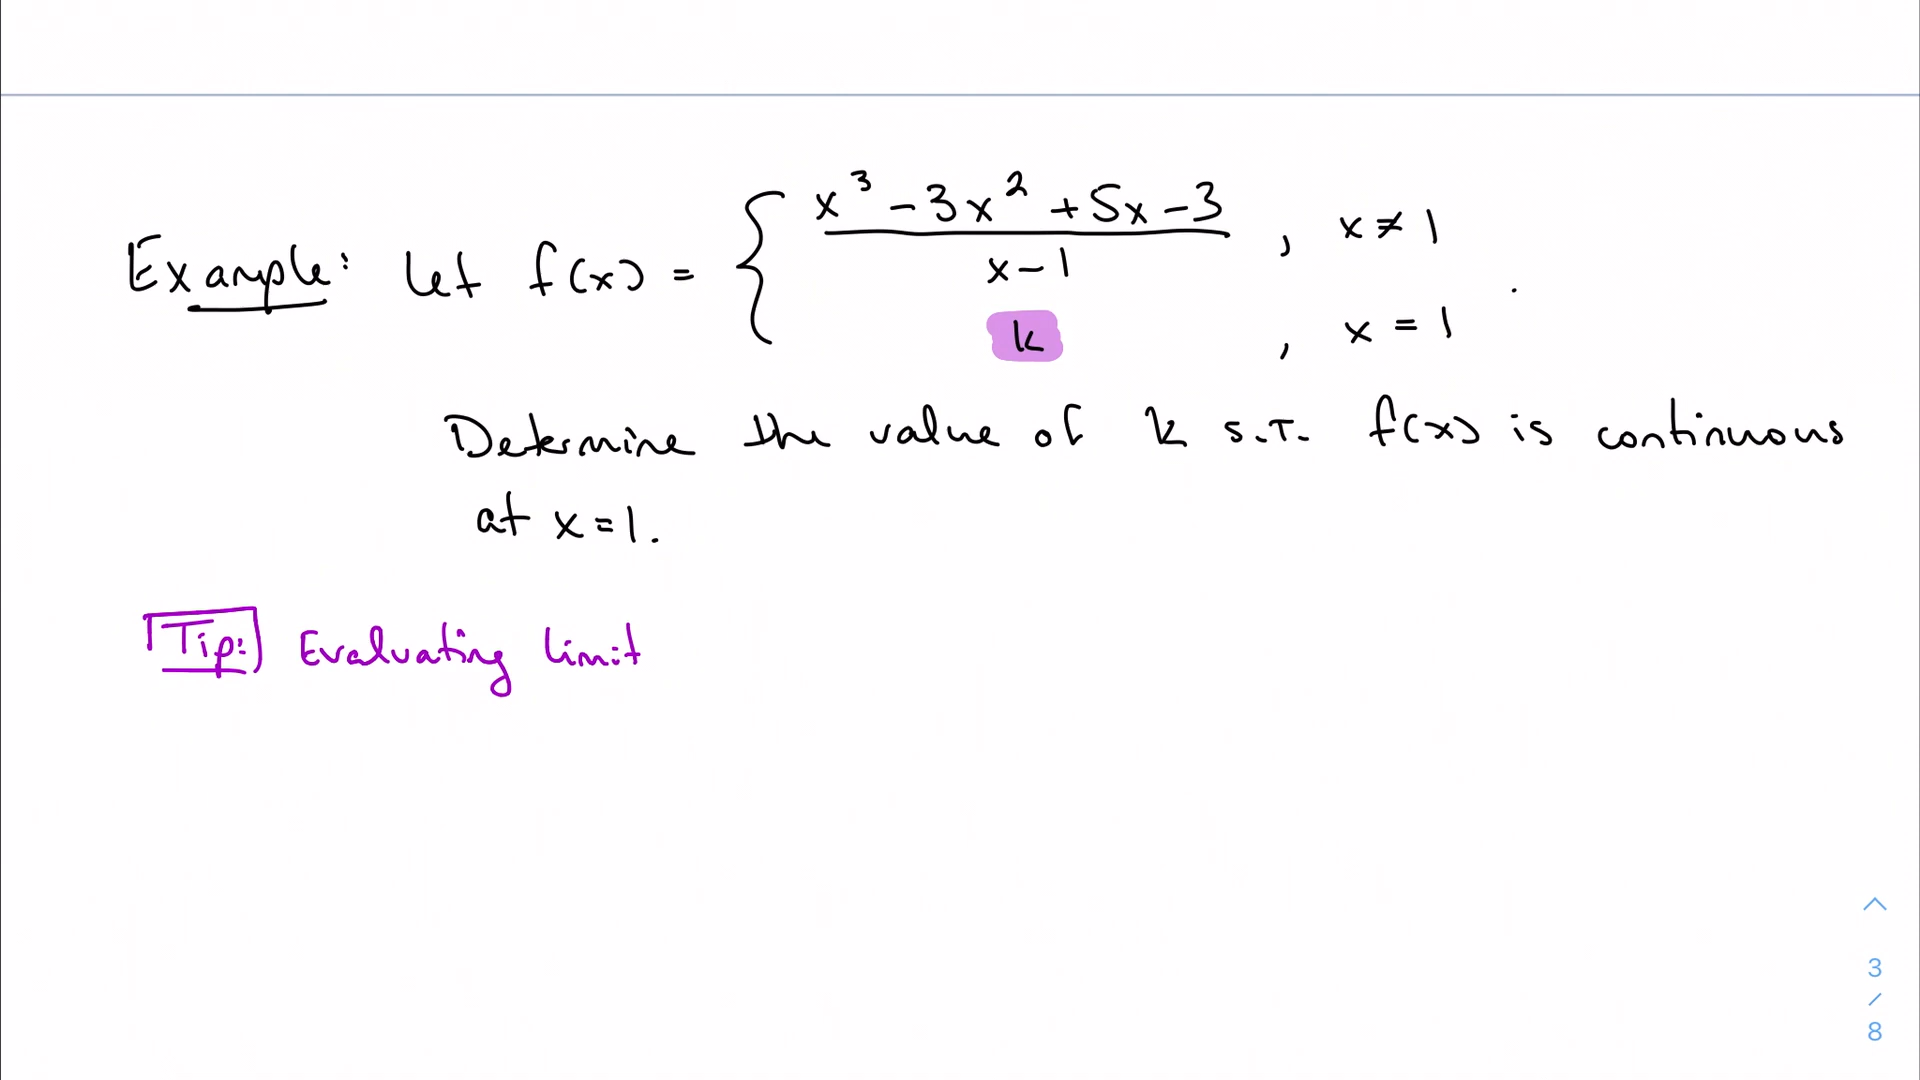 Example: Let f(x) = { x³ - 3x² + 5x - 3 / x - 1 , x ≠ 1
k , x = 1 .
Determine the value of k s.t. f(x) is continuous
at x = 1.
Tip: Evaluating limit
3
/
8